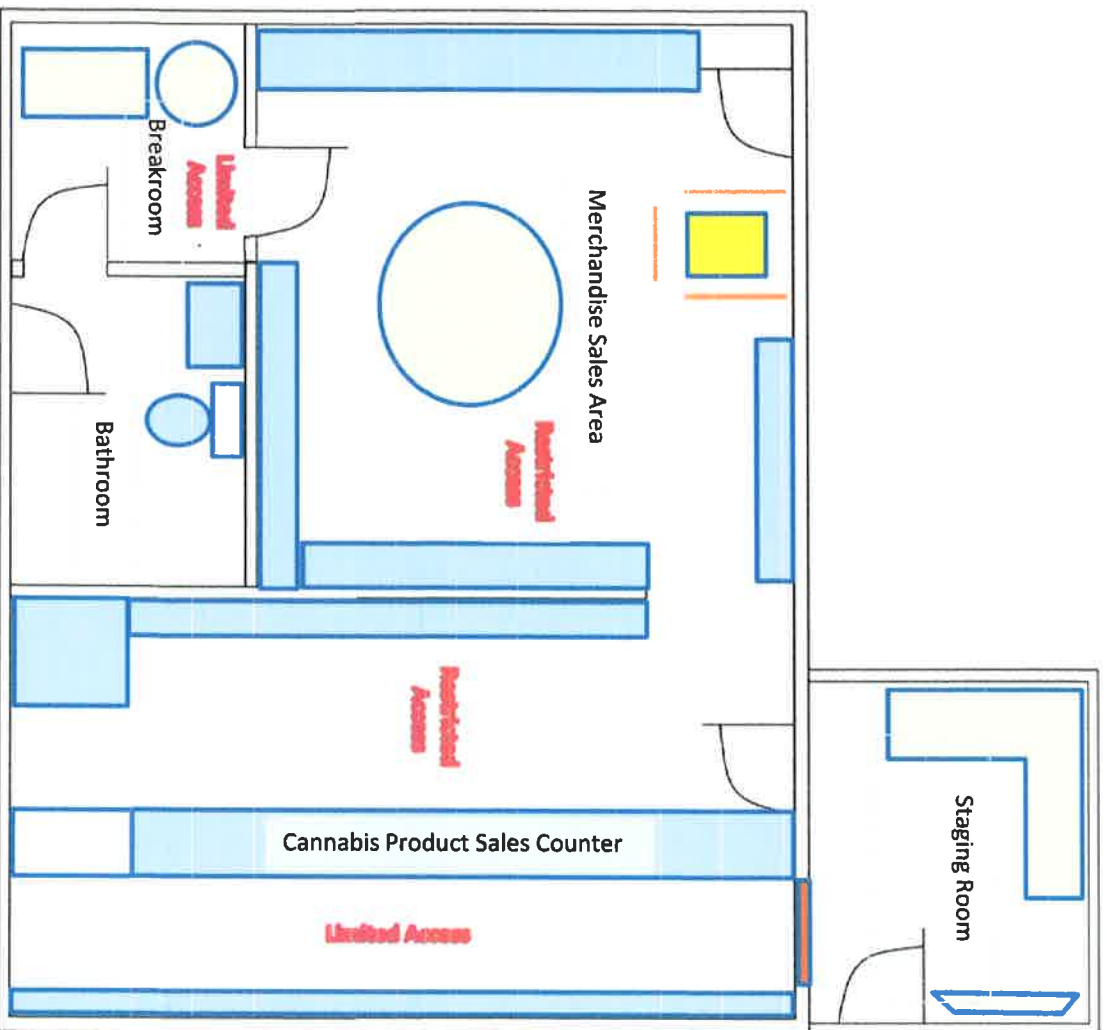 Breakroom
Limited
Access
Merchandise Sales Area
Restricted
Access
Bathroom
Restricted
Access
Cannabis Product Sales Counter
Limited Access
Staging Room